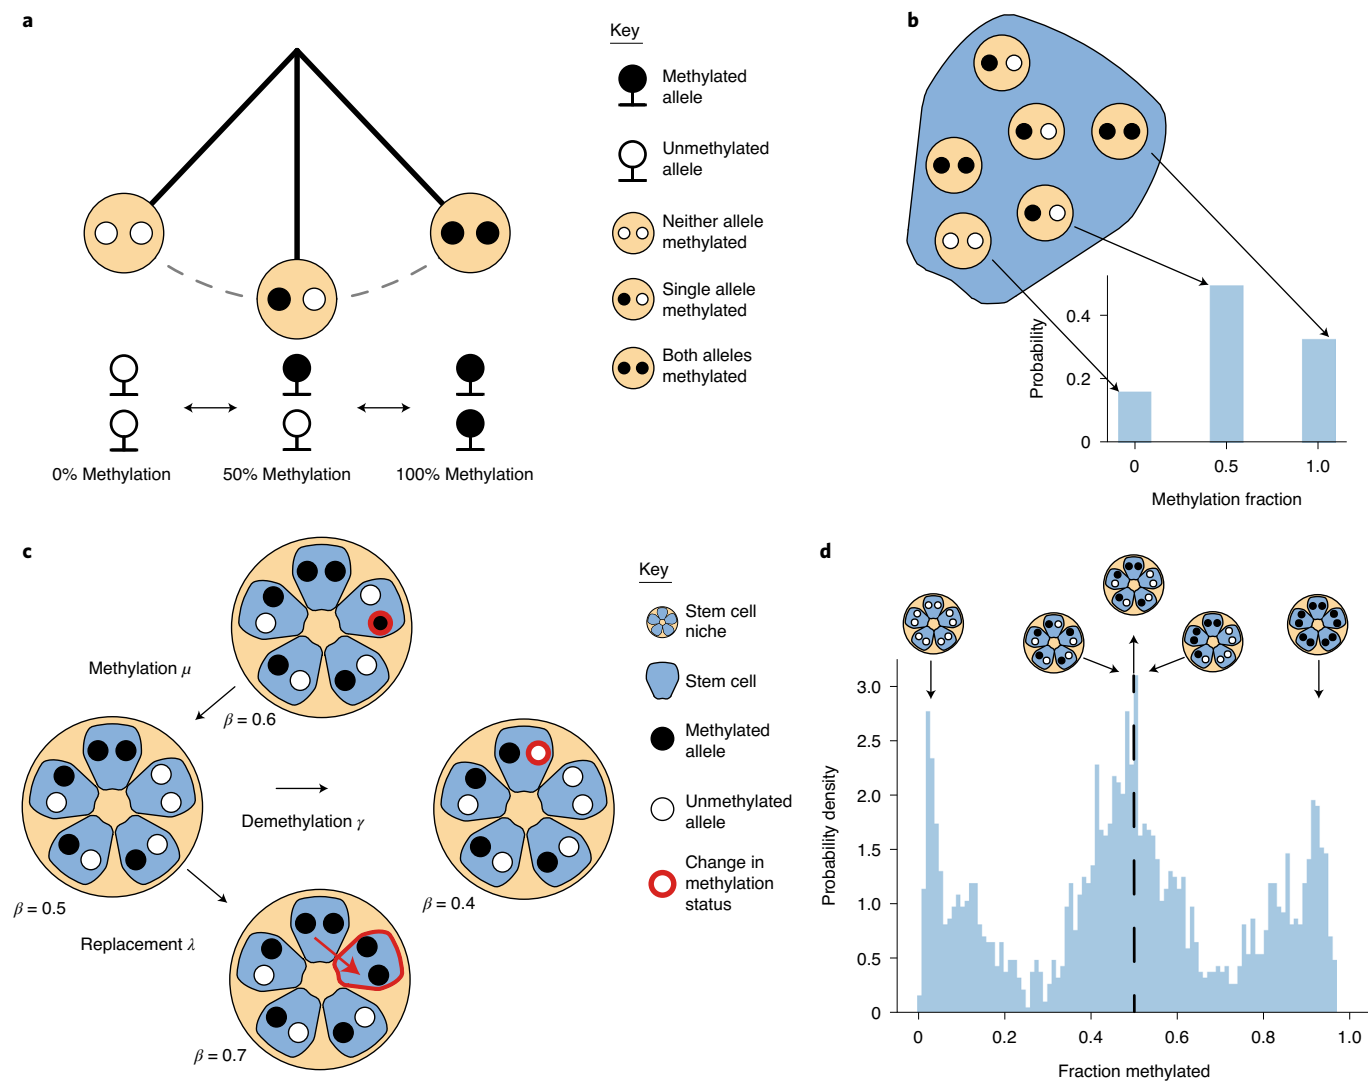 a
Key
Methylated
allele
Unmethylated
allele
Neither allele
methylated
Single allele
methylated
Both alleles
methylated
0% Methylation
50% Methylation
100% Methylation
b
Probability
0.4
0.2
0
0
0.5
1.0
Methylation fraction
c
Methylation μ
β = 0.6
Demethylation γ
β = 0.5
β = 0.4
Replacement λ
β = 0.7
Key
Stem cell
niche
Stem cell
Methylated
allele
Unmethylated
allele
Change in
methylation
status
d
Probability density
3.0
2.5
2.0
1.5
1.0
0.5
0
0
0.2
0.4
0.6
0.8
1.0
Fraction methylated